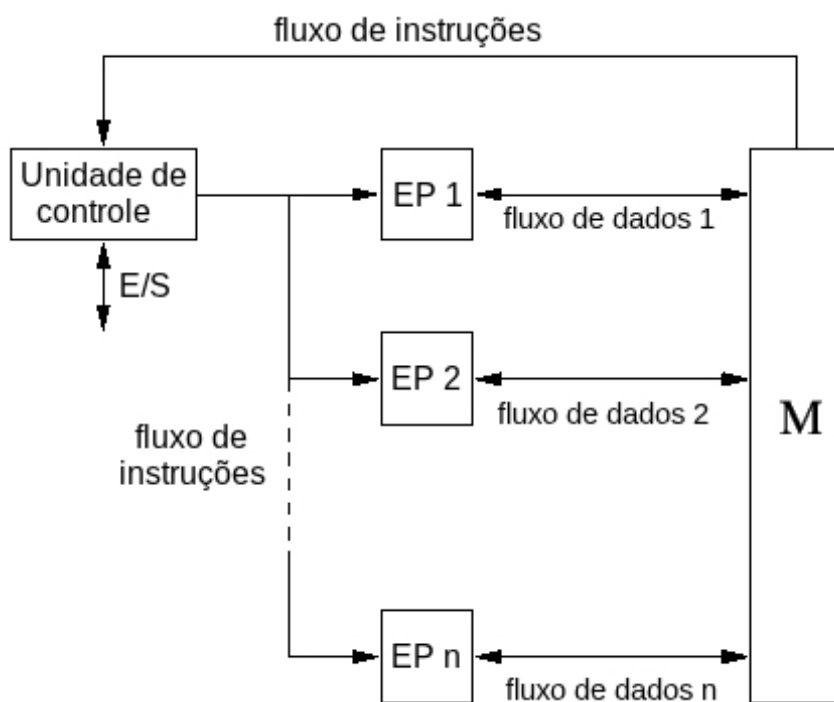 fluxo de instruções
Unidade de
controle
EP 1
fluxo de dados 1
E/S
EP 2
fluxo de dados 2
M
fluxo de
instruções
EP n
fluxo de dados n